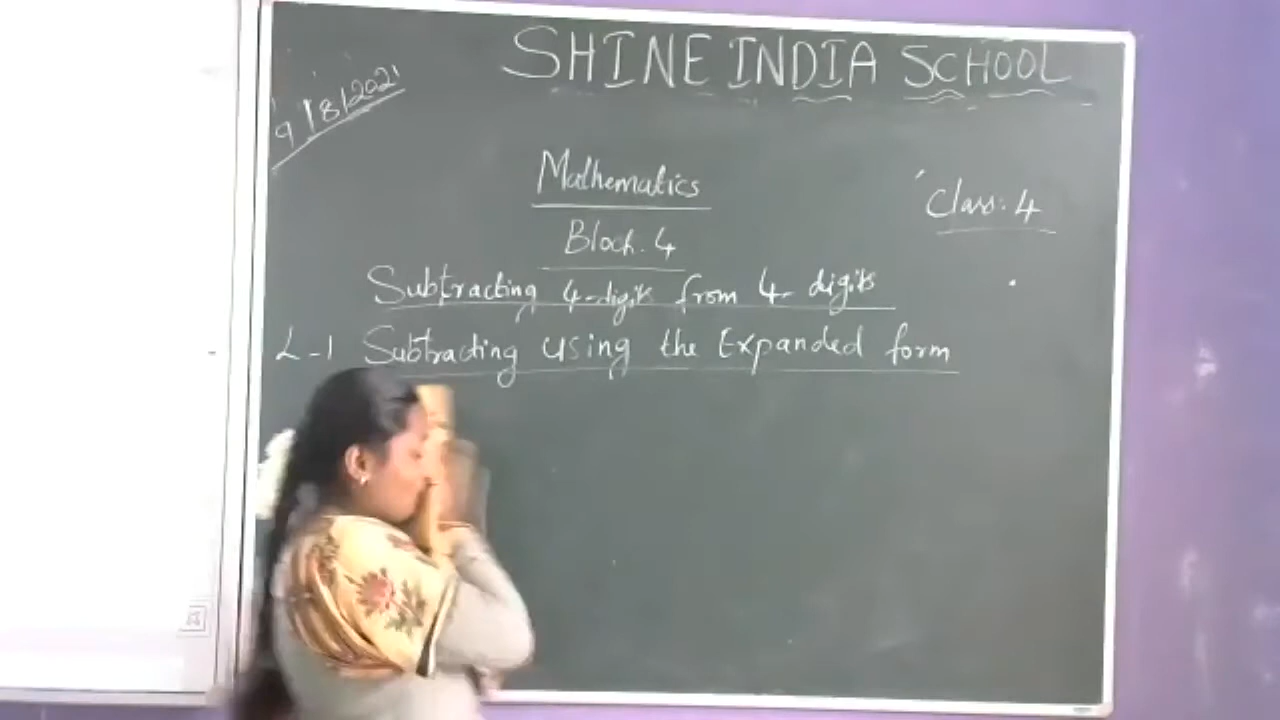 SHINE INDIA SCHOOL
9/8/2021
Mathematics
Class: 4
Block. 4
Subtracting 4-digits from 4-digits
L-1 Subtracting using the Expanded form